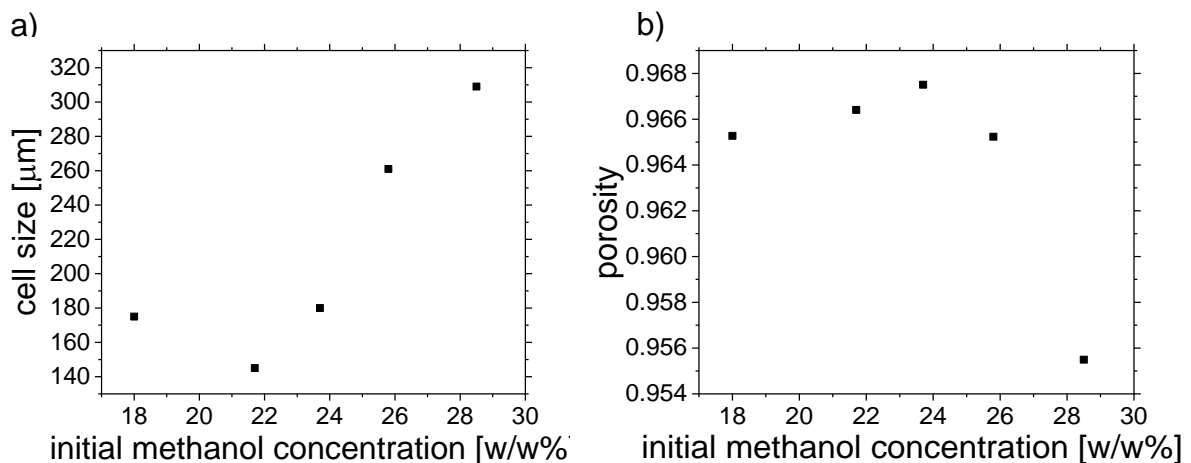 a)
320
300
280
260
240
220
200
180
160
140
cell size [μm]
18 20 22 24 26 28 30
initial methanol concentration [w/w%]
b)
0.968
0.966
0.964
0.962
0.960
0.958
0.956
0.954
porosity
18 20 22 24 26 28 30
initial methanol concentration [w/w%]